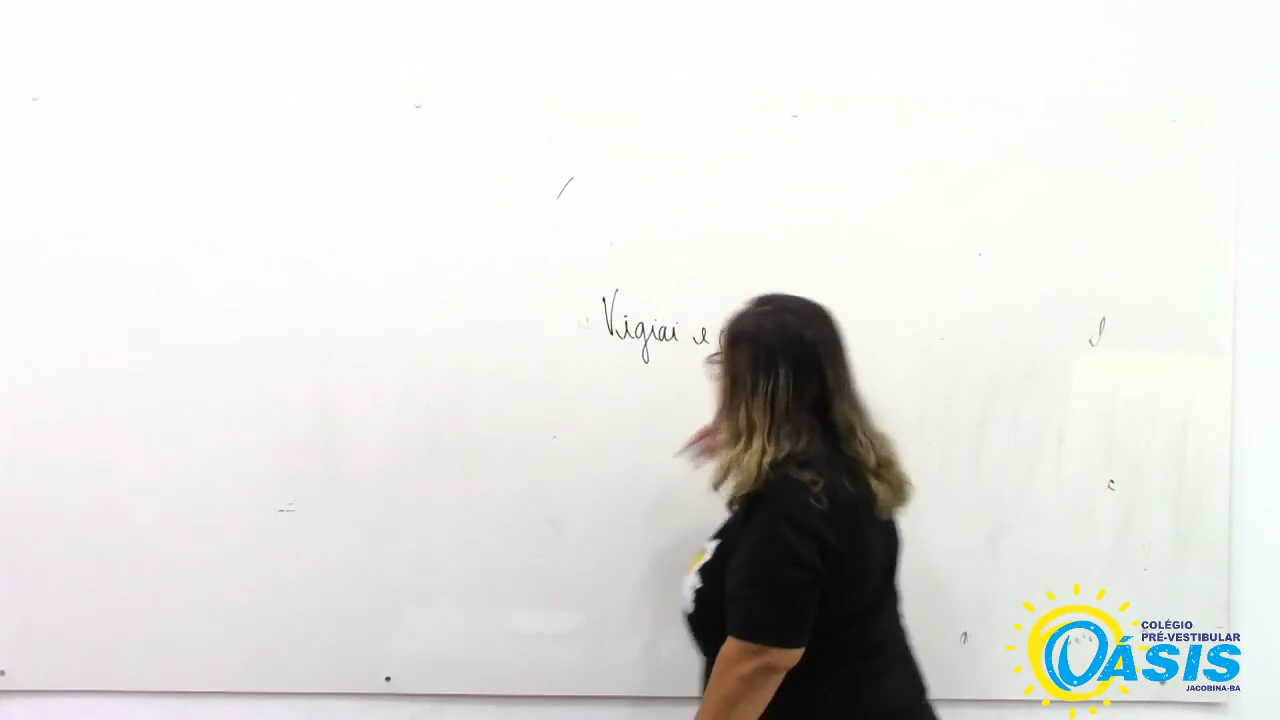 Vigiai e
COLÉGIO
PRÉ-VESTIBULAR
OÁSIS
JACOBINA-BA